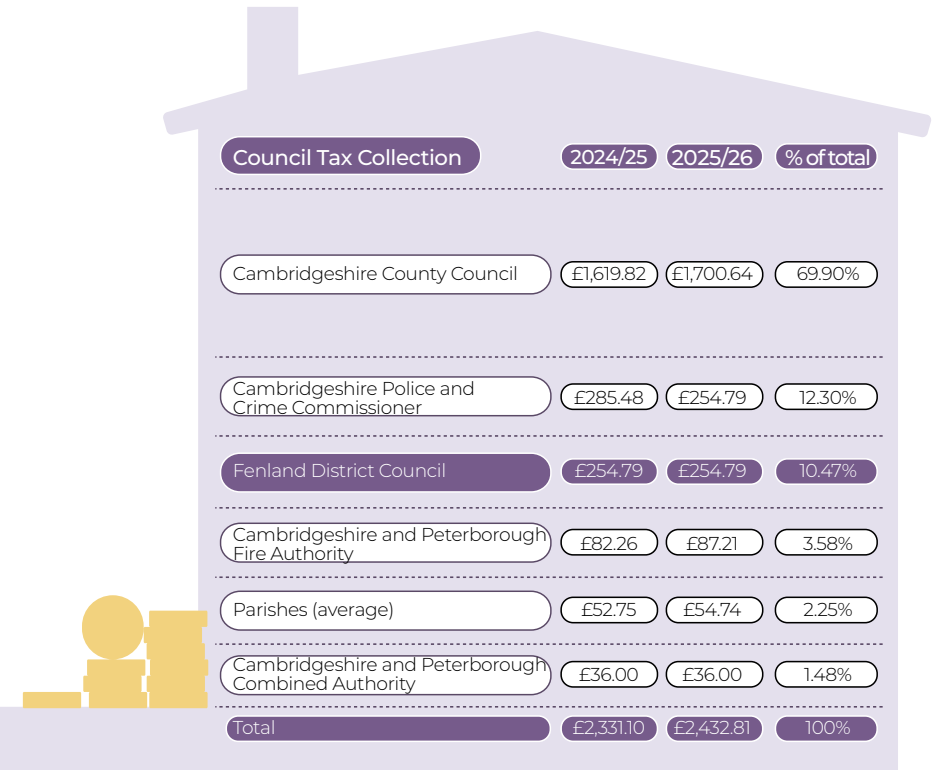 Council Tax Collection 2024/25 2025/26 % of total
Cambridgeshire County Council £1,619.82 £1,700.64 69.90%
Cambridgeshire Police and
Crime Commissioner £285.48 £254.79 12.30%
Fenland District Council £254.79 £254.79 10.47%
Cambridgeshire and Peterborough
Fire Authority £82.26 £87.21 3.58%
Parishes (average) £52.75 £54.74 2.25%
Cambridgeshire and Peterborough
Combined Authority £36.00 £36.00 1.48%
Total £2,331.10 £2,432.81 100%